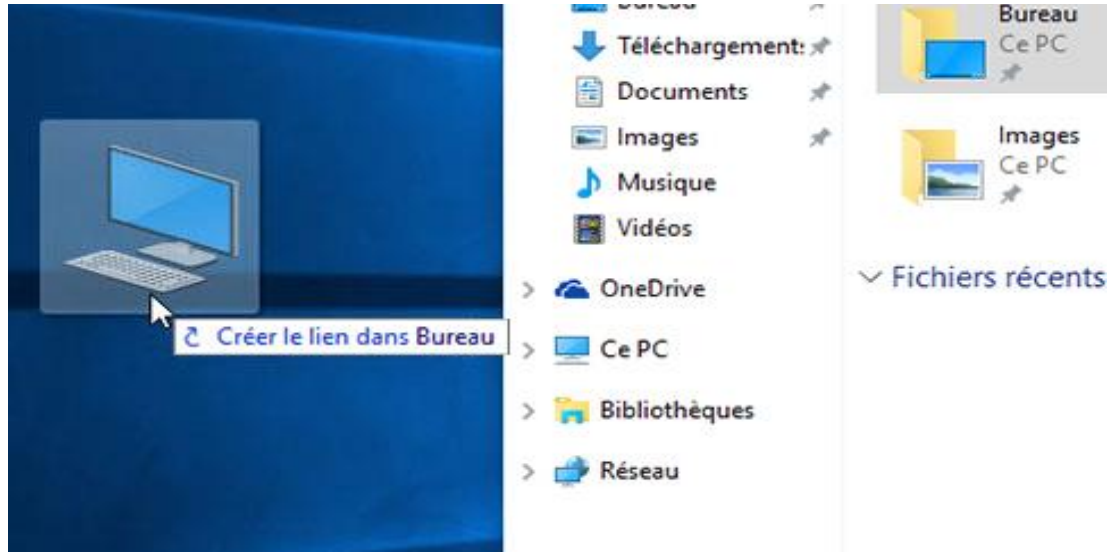 Bureau
Téléchargement
Documents
Images
Musique
Vidéos
OneDrive
Ce PC
Bibliothèques
Réseau
Créer le lien dans Bureau
Bureau
Ce PC
Images
Ce PC
Fichiers récents